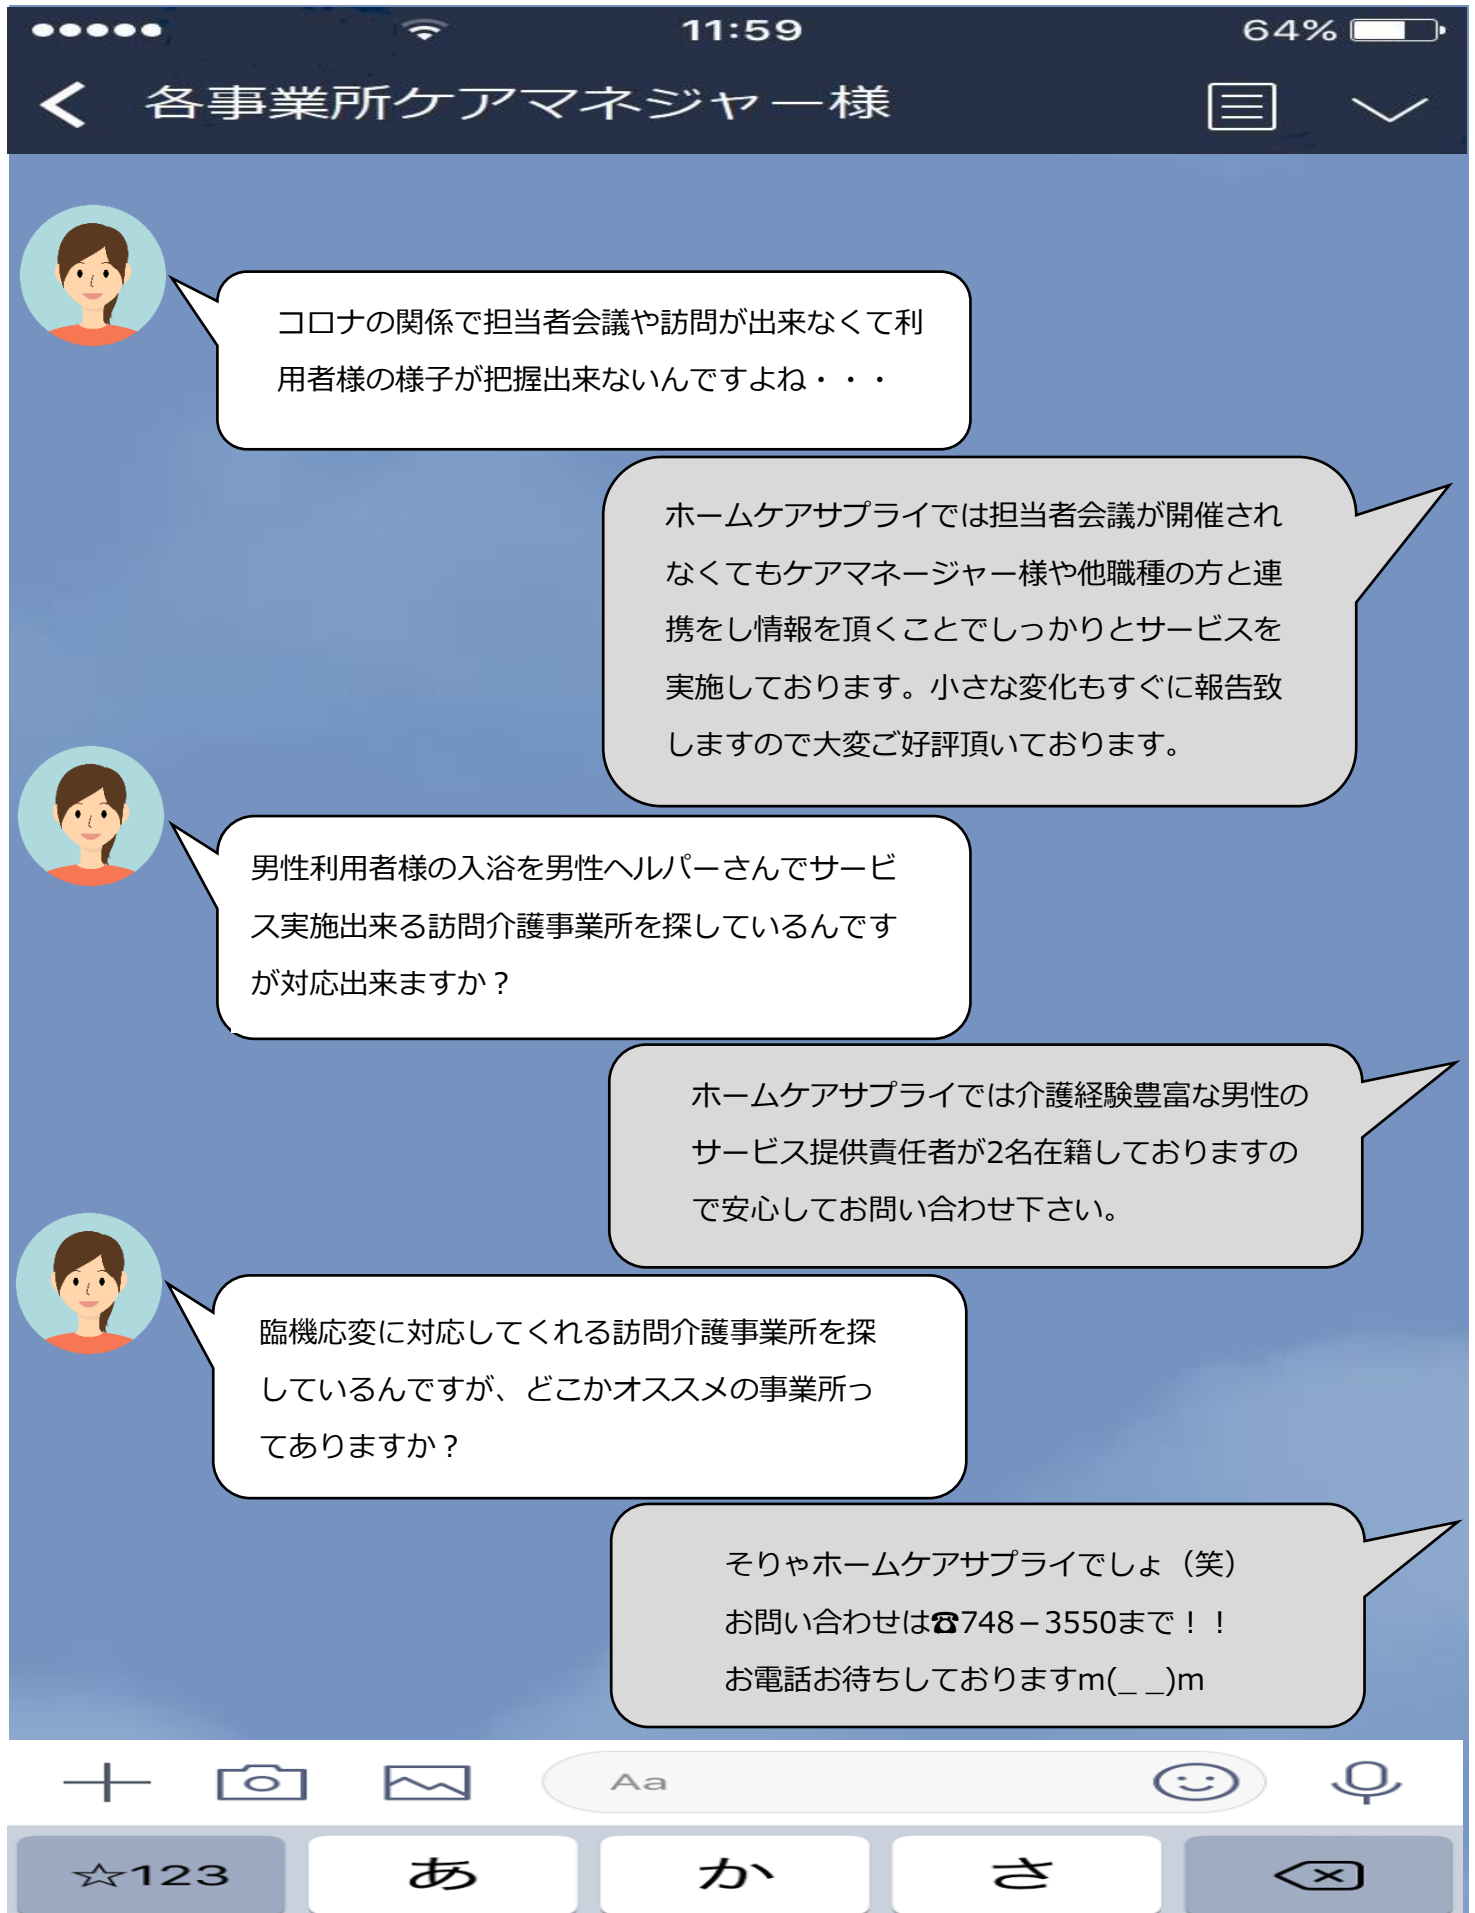 11:59
64%
各事業所ケアマネジャー様
コロナの関係で担当者会議や訪問が出来なくて利
用者様の様子が把握出来ないんですよね・・・
ホームケアサプライでは担当者会議が開催され
なくてもケアマネージャー様や他職種の方と連
携をし情報を頂くことでしっかりとサービスを
実施しております。小さな変化もすぐに報告致
しますので大変ご好評頂いております。
男性利用者様の入浴を男性ヘルパーさんでサービ
ス実施出来る訪問介護事業所を探しているんです
が対応出来ますか？
ホームケアサプライでは介護経験豊富な男性の
サービス提供責任者が2名在籍しておりますの
で安心してお問い合わせ下さい。
臨機応変に対応してくれる訪問介護事業所を探
しているんですが、どこかオススメの事業所っ
てありますか？
そりゃホームケアサプライでしょ（笑）
お問い合わせは☎748－3550まで！！
お電話お待ちしておりますm(_ _)m
Aa
☆123 あ か さ